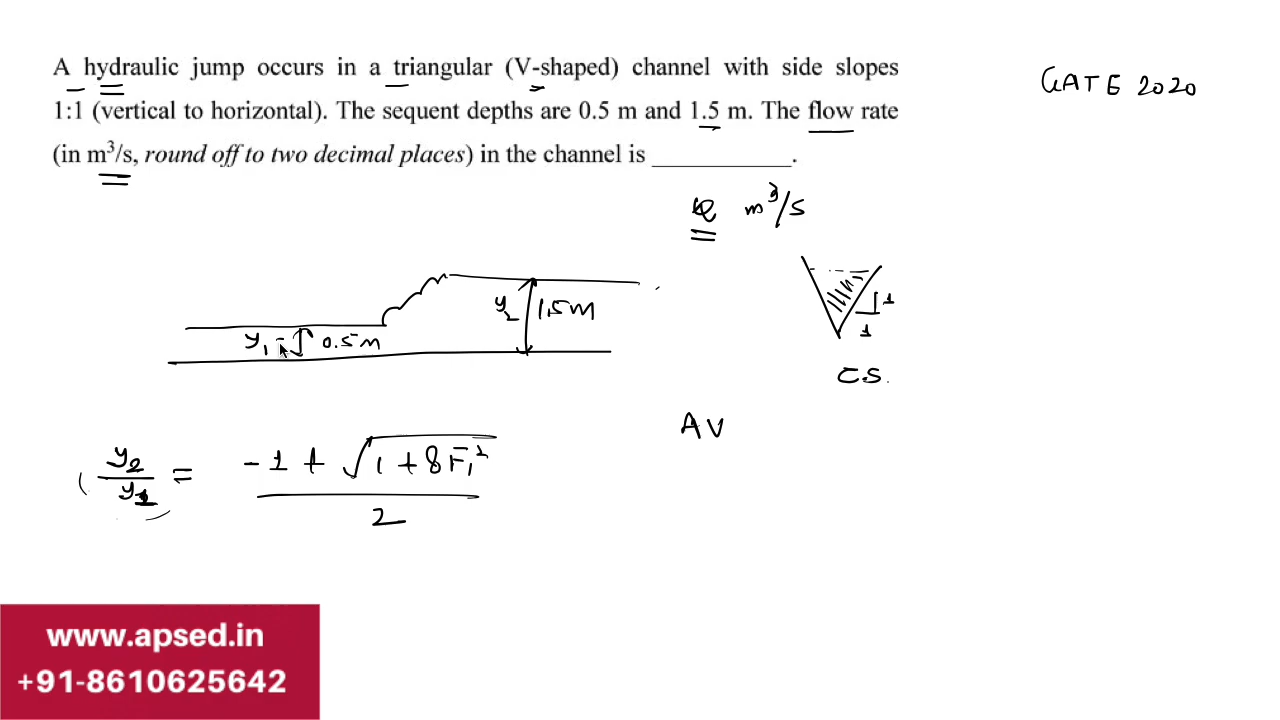 A hydraulic jump occurs in a triangular (V-shaped) channel with side slopes
GATE 2020
1:1 (vertical to horizontal). The sequent depths are 0.5 m and 1.5 m. The flow rate
(in m³/s, round off to two decimal places) in the channel is ____________.
Q m³/s
y₂ 1.5m
1
1
y₁ = 0.5m
C.S.
AV
y₂/y₁ = (-1 + √(1 + 8F₁²))/2
www.apsed.in
+91-8610625642